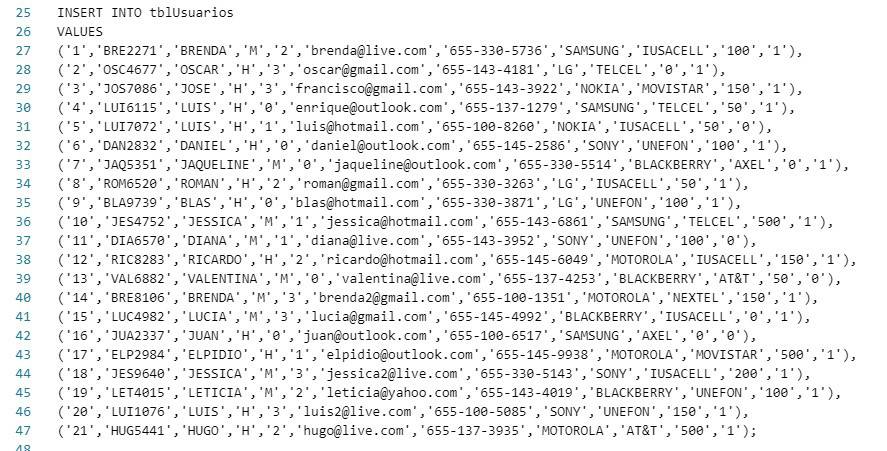 25 INSERT INTO tblUsuarios
26 VALUES
27 ('1','BRE2271','BRENDA','M','2','brenda@live.com','655-330-5736','SAMSUNG','IUSACELL','100','1'),
28 ('2','OSC4677','OSCAR','H','3','oscar@gmail.com','655-143-4181','LG','TELCEL','0','1'),
29 ('3','JOS7086','JOSE','H','3','francisco@gmail.com','655-143-3922','NOKIA','MOVISTAR','150','1'),
30 ('4','LUI6115','LUIS','H','0','enrique@outlook.com','655-137-1279','SAMSUNG','TELCEL','50','1'),
31 ('5','LUI7072','LUIS','H','1','luis@hotmail.com','655-100-8260','NOKIA','IUSACELL','50','0'),
32 ('6','DAN2832','DANIEL','H','0','daniel@outlook.com','655-145-2586','SONY','UNEFON','100','1'),
33 ('7','JAQ5351','JAQUELINE','M','0','jaqueline@outlook.com','655-330-5514','BLACKBERRY','AXEL','0','1'),
34 ('8','ROM6520','ROMAN','H','2','roman@gmail.com','655-330-3263','LG','IUSACELL','50','1'),
35 ('9','BLA9739','BLAS','H','0','blas@hotmail.com','655-330-3871','LG','UNEFON','100','1'),
36 ('10','JES4752','JESSICA','M','1','jessica@hotmail.com','655-143-6861','SAMSUNG','TELCEL','500','1'),
37 ('11','DIA6570','DIANA','M','1','diana@live.com','655-143-3952','SONY','UNEFON','100','0'),
38 ('12','RIC8283','RICARDO','H','2','ricardo@hotmail.com','655-145-6049','MOTOROLA','IUSACELL','150','1'),
39 ('13','VAL6882','VALENTINA','M','0','valentina@live.com','655-137-4253','BLACKBERRY','AT&T','50','0'),
40 ('14','BRE8106','BRENDA','M','3','brenda2@gmail.com','655-100-1351','MOTOROLA','NEXTEL','150','1'),
41 ('15','LUC4982','LUCIA','M','3','lucia@gmail.com','655-145-4992','BLACKBERRY','IUSACELL','0','1'),
42 ('16','JUA2337','JUAN','H','0','juan@outlook.com','655-100-6517','SAMSUNG','AXEL','0','0'),
43 ('17','ELP2984','ELPIDIO','H','1','elpidio@outlook.com','655-145-9938','MOTOROLA','MOVISTAR','500','1'),
44 ('18','JES9640','JESSICA','M','3','jessica2@live.com','655-330-5143','SONY','IUSACELL','200','1'),
45 ('19','LET4015','LETICIA','M','2','leticia@yahoo.com','655-143-4019','BLACKBERRY','UNEFON','100','1'),
46 ('20','LUI1076','LUIS','H','3','luis2@live.com','655-100-5085','SONY','UNEFON','150','1'),
47 ('21','HUG5441','HUGO','H','2','hugo@live.com','655-137-3935','MOTOROLA','AT&T','500','1');
48